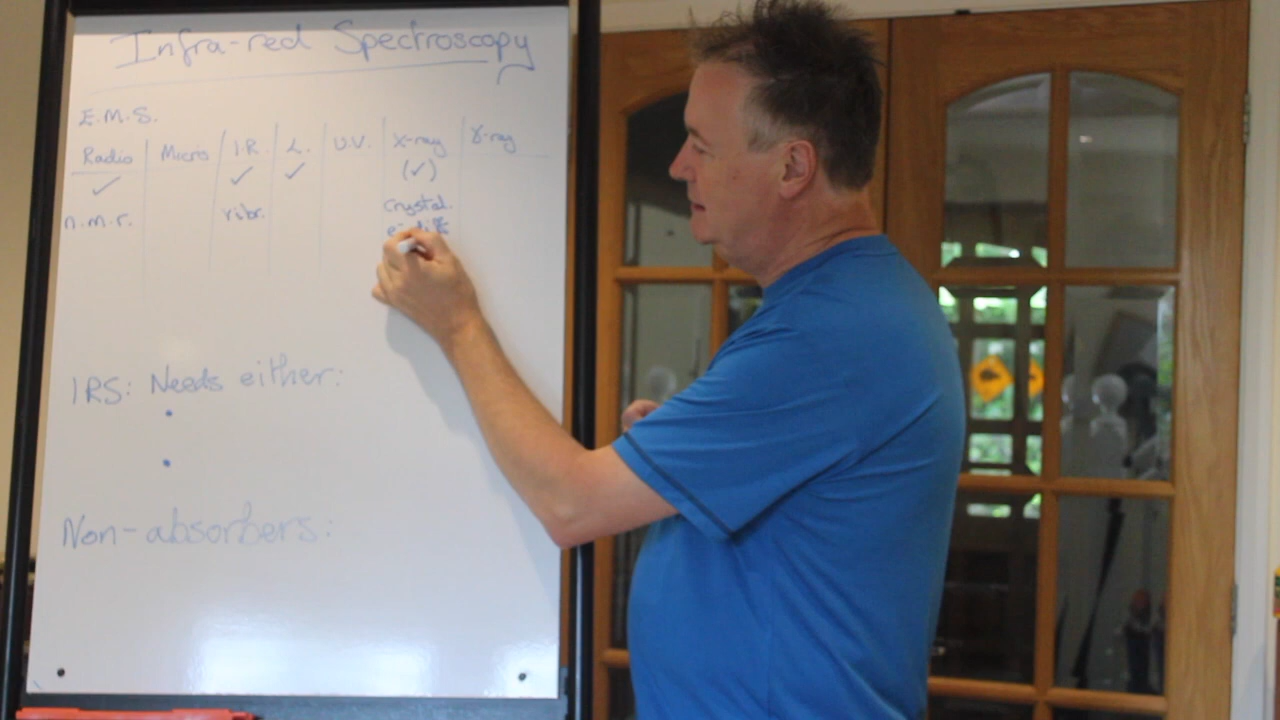 Infra-red Spectroscopy
E.M.S.
Radio Micro I.R. L. U.V. X-ray γ-ray
✓ ✓ ✓ (✓)
n.m.r. vibr. crystal.
IRS: Needs either:
•
•
Non-absorbers: